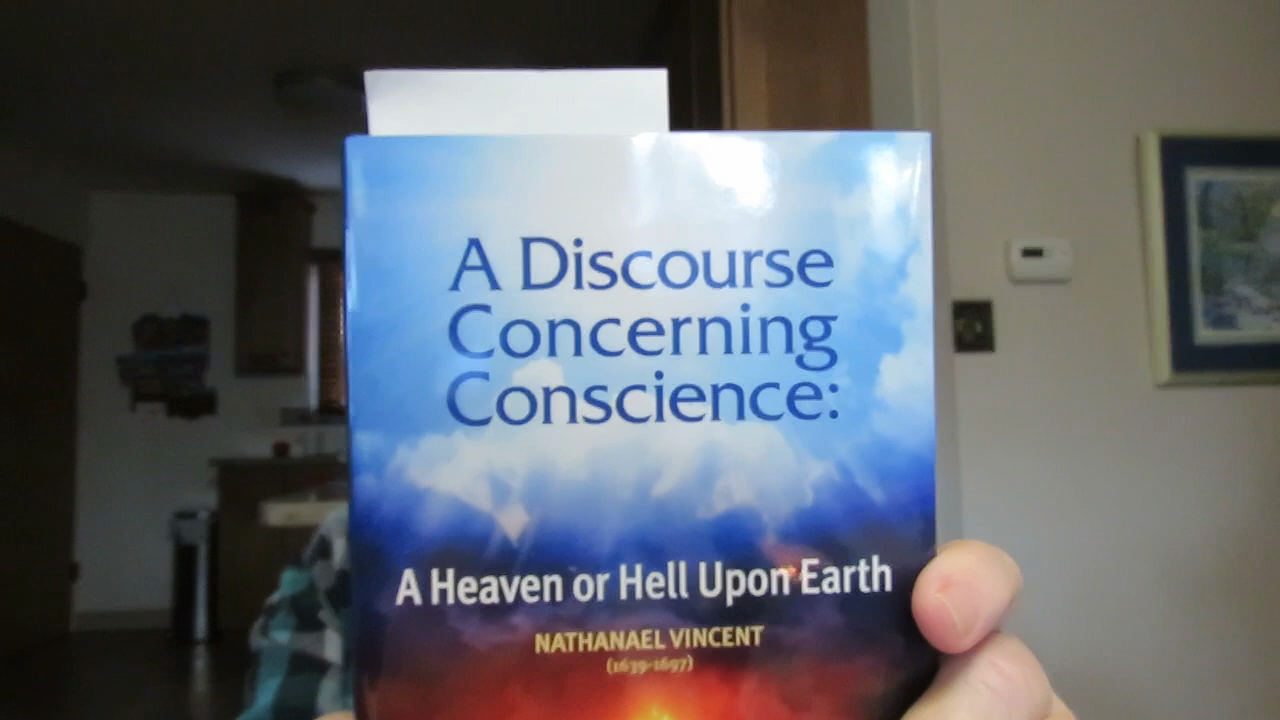 A Discourse
Concerning
Conscience:
A Heaven or Hell Upon Earth
NATHANAEL VINCENT
(1639-1697)